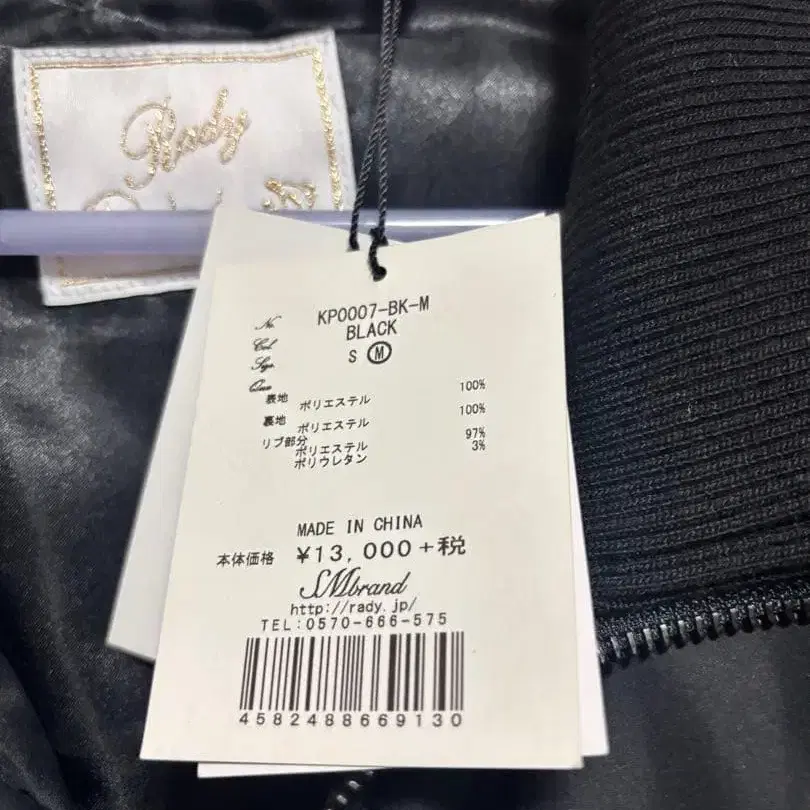 Rady
No.
KP0007-BK-M
Col.
BLACK
S M
表地
ポリエステル 100%
裏地
ポリエステル 100%
リブ部分
ポリエステル 97%
ポリウレタン 3%
MADE IN CHINA
本体価格 ¥13,000+税
SMbrand
http://rady.jp/
TEL:0570-666-575
4582488669130